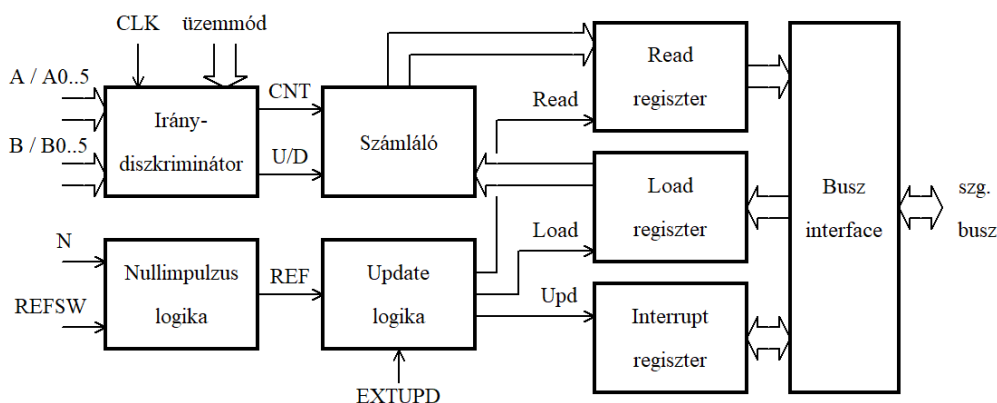 CLK
üzemmód
A / A0..5
B / B0..5
Irány-
diszkriminátor
CNT
U/D
Számláló
Read
Read
regiszter
Load
regiszter
Load
Busz
interface
szg.
busz
N
REFSW
Nullimpulzus
logika
REF
Update
logika
Upd
Interrupt
regiszter
EXTUPD